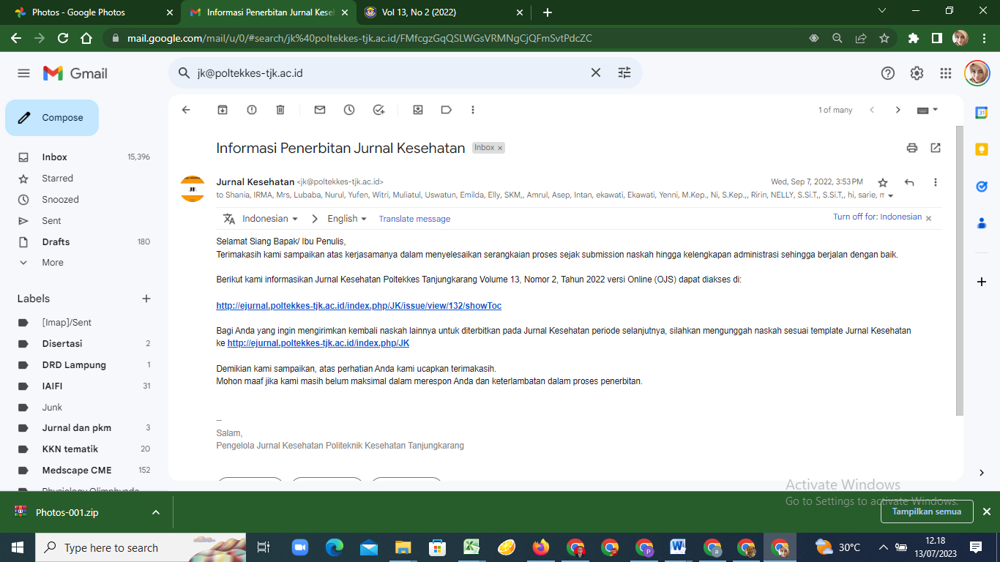 Photos - Google Photos
Informasi Penerbitan Jurnal Keseh
Vol 13, No 2 (2022)
mail.google.com/mail/u/0/#search/jk%40poltekkes-tjk.ac.id/FMfcgzGqQSLWGsVRMNgCjQFmSvtPdcZC
Gmail
jk@poltekkes-tjk.ac.id
Compose
1 of many
Inbox 15,396
Starred
Snoozed
Sent
Drafts 180
More
Labels
[Imap]/Sent
Disertasi 2
DRD Lampung 1
IAIFI 31
Junk
Jurnal dan pkm 3
KKN tematik 20
Medscape CME 152
Informasi Penerbitan Jurnal Kesehatan Inbox x
Jurnal Kesehatan <jk@poltekkes-tjk.ac.id> Wed, Sep 7, 2022, 3:53 PM
to Shania, IRMA, Mrs, Lubaba, Nurul, Yufen, Witri, Muliatul, Uswatun, Emilda, Elly, SKM,, Amrul, Asep, Intan, ekawati, Ekawati, Yenni, M.Kep., Ni, S.Kep.,, Ririn, NELLY, S.Si.T,, S.Si.T,, hi, sarie,
Indonesian > English Translate message Turn off for: Indonesian x
Selamat Siang Bapak/ Ibu Penulis,
Terimakasih kami sampaikan atas kerjasamanya dalam menyelesaikan serangkaian proses sejak submission naskah hingga kelengkapan administrasi sehingga berjalan dengan baik.
Berikut kami informasikan Jurnal Kesehatan Poltekkes Tanjungkarang Volume 13, Nomor 2, Tahun 2022 versi Online (OJS) dapat diakses di:
http://ejurnal.poltekkes-tjk.ac.id/index.php/JK/issue/view/132/showToc
Bagi Anda yang ingin mengirimkan kembali naskah lainnya untuk diterbitkan pada Jurnal Kesehatan periode selanjutnya, silahkan mengunggah naskah sesuai template Jurnal Kesehatan
ke http://ejurnal.poltekkes-tjk.ac.id/index.php/JK
Demikian kami sampaikan, atas perhatian Anda kami ucapkan terimakasih.
Mohon maaf jika kami masih belum maksimal dalam merespon Anda dan keterlambatan dalam proses penerbitan.
--
Salam,
Pengelola Jurnal Kesehatan Politeknik Kesehatan Tanjungkarang
Activate Windows
Go to Settings to activate Windows.
Photos-001.zip
Tampilkan semua
Type here to search
30°C
12.18
13/07/2023